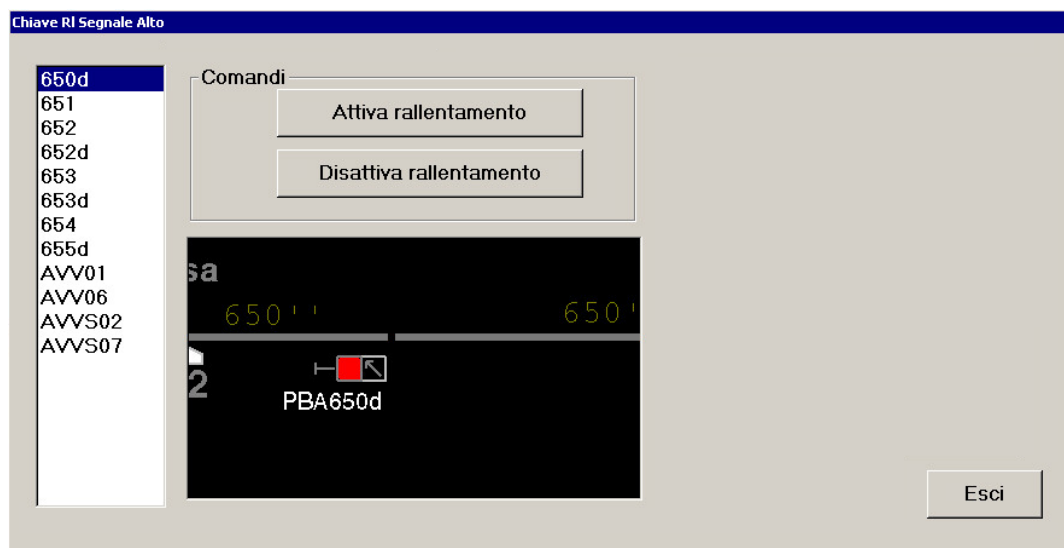 Chiave Rl Segnale Alto
650d
651
652
652d
653
653d
654
655d
AVV01
AVV06
AVVS02
AVVS07
Comandi
Attiva rallentamento
Disattiva rallentamento
sa
650'' 650'
2
PBA650d
Esci